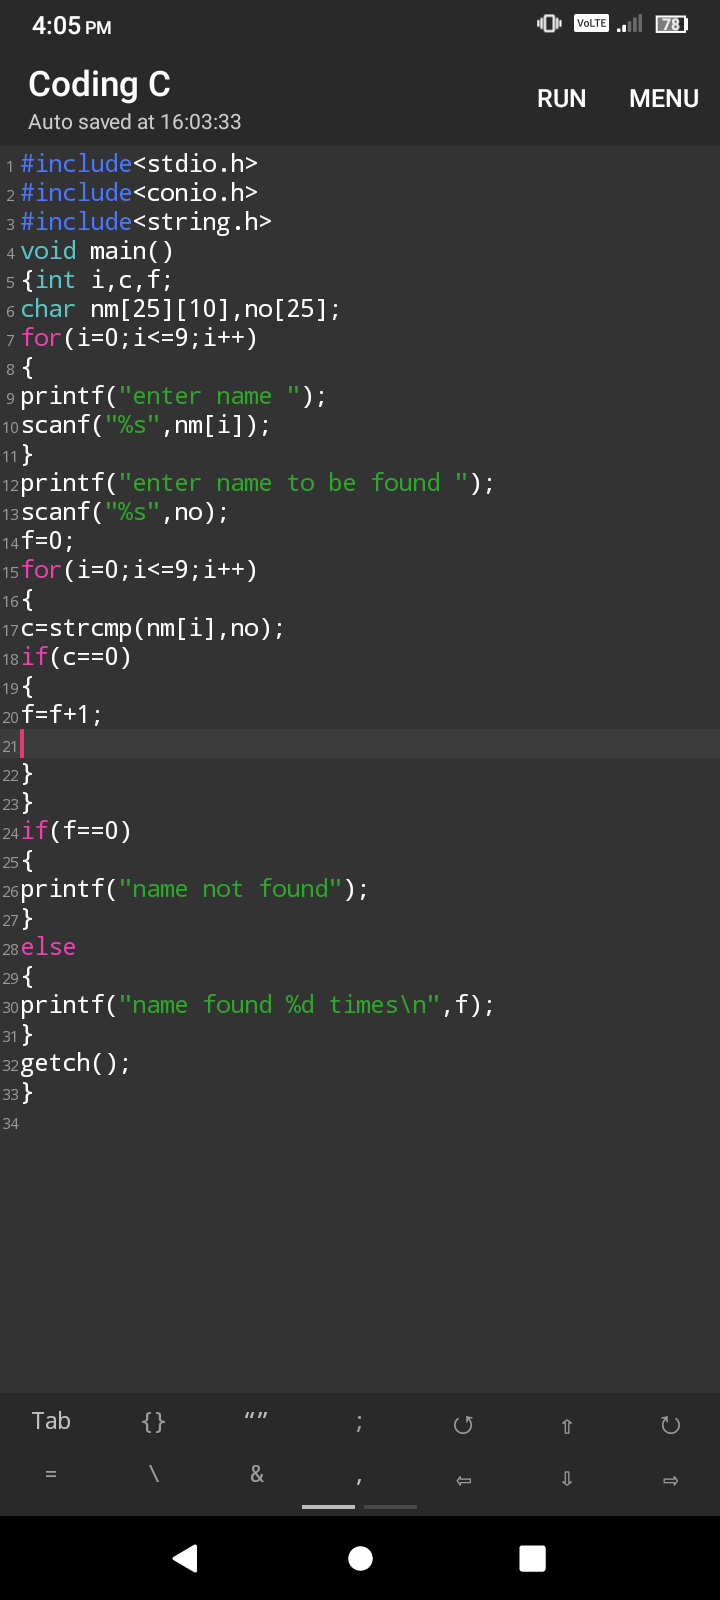 4:05 PM
VoLTE
78
Coding C
RUN
MENU
Auto saved at 16:03:33
1 #include<stdio.h>
2 #include<conio.h>
3 #include<string.h>
4 void main()
5 {int i,c,f;
6 char nm[25][10],no[25];
7 for(i=0;i<=9;i++)
8 {
9 printf("enter name ");
10 scanf("%s",nm[i]);
11 }
12 printf("enter name to be found ");
13 scanf("%s",no);
14 f=0;
15 for(i=0;i<=9;i++)
16 {
17 c=strcmp(nm[i],no);
18 if(c==0)
19 {
20 f=f+1;
21
22 }
23 }
24 if(f==0)
25 {
26 printf("name not found");
27 }
28 else
29 {
30 printf("name found %d times\n",f);
31 }
32 getch();
33 }
34
Tab {} “” ; ↺ ⇧ ↻
= \ & , ⇦ ⇩ ⇨